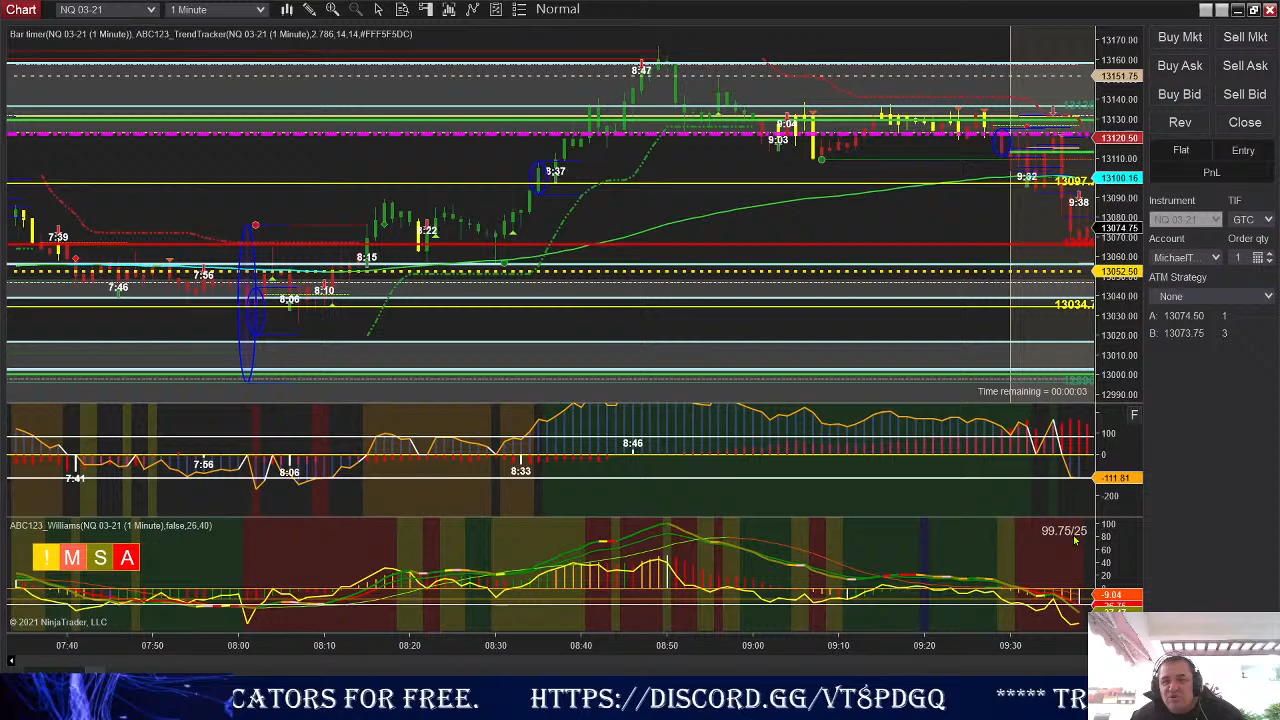 Chart NQ 03-21 1 Minute Normal
Bar timer(NQ 03-21 (1 Minute)), ABC123_TrendTracker(NQ 03-21 (1 Minute),2.786,14,14,#FFF5F5DC)
13170.00
13160.00
13151.75
13140.00
13130.00
13120.50
13110.00
13100.16
13090.00
13080.00
13074.75
13070.00
13060.00
13052.50
13040.00
13030.00
13020.00
13010.00
13000.00
12990.00
8:47
9:04
9:03
8:37
9:32
13097.
9:38
7:39
8:22
8:15
7:56
7:46
8:06
8:10
13034.
Time remaining = 00:00:03
F
100
0
-111.81
-200
8:46
7:56
8:06
7:41
8:33
ABC123_Williams(NQ 03-21 (1 Minute),false,26,40)
99.75/25
! M S A
100
80
60
40
20
-9.04
© 2021 NinjaTrader, LLC
07:40 07:50 08:00 08:10 08:20 08:30 08:40 08:50 09:00 09:10 09:20 09:30
Buy Mkt Sell Mkt
Buy Ask Sell Ask
Buy Bid Sell Bid
Rev Close
Flat Entry
PnL
Instrument TIF
NQ 03-21 GTC
Account Order qty
MichaelT... 1
ATM Strategy
None
A: 13074.50 1
B: 13073.75 3
CATORS FOR FREE. HTTPS://DISCORD.GG/VT8PDGQ ***** TR